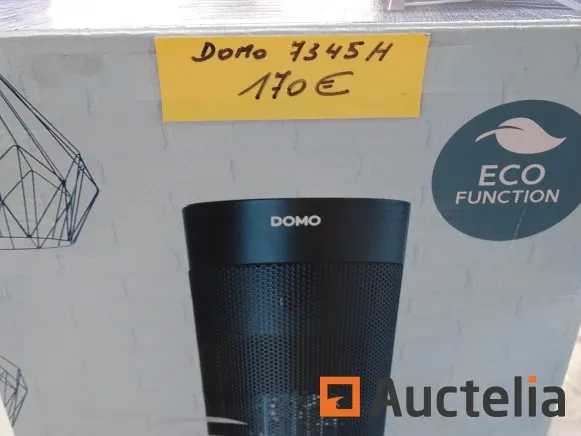 DOMO 7345H
170€
ECO
FUNCTION
DOMO
Auctelia